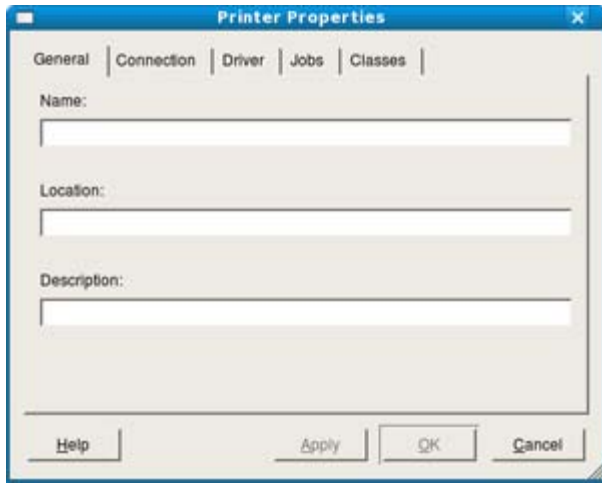 Printer Properties
General Connection Driver Jobs Classes
Name:
Location:
Description:
Help Apply OK Cancel